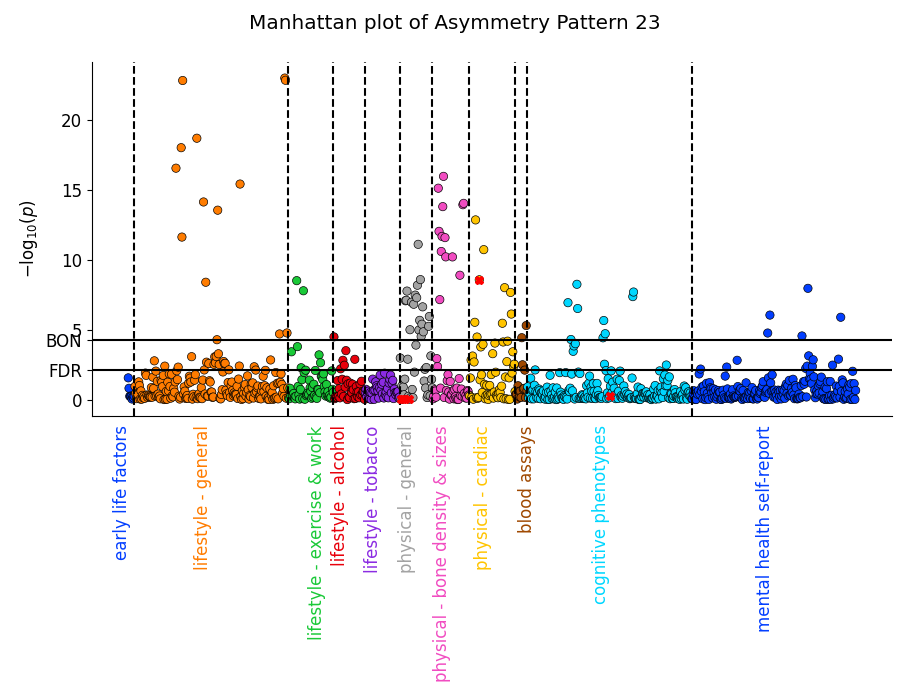 Manhattan plot of Asymmetry Pattern 23
−log₁₀(p)
20
15
10
5
BON
FDR
0
early life factors
lifestyle - general
lifestyle - exercise & work
lifestyle - alcohol
lifestyle - tobacco
physical - general
physical - bone density & sizes
physical - cardiac
blood assays
cognitive phenotypes
mental health self-report